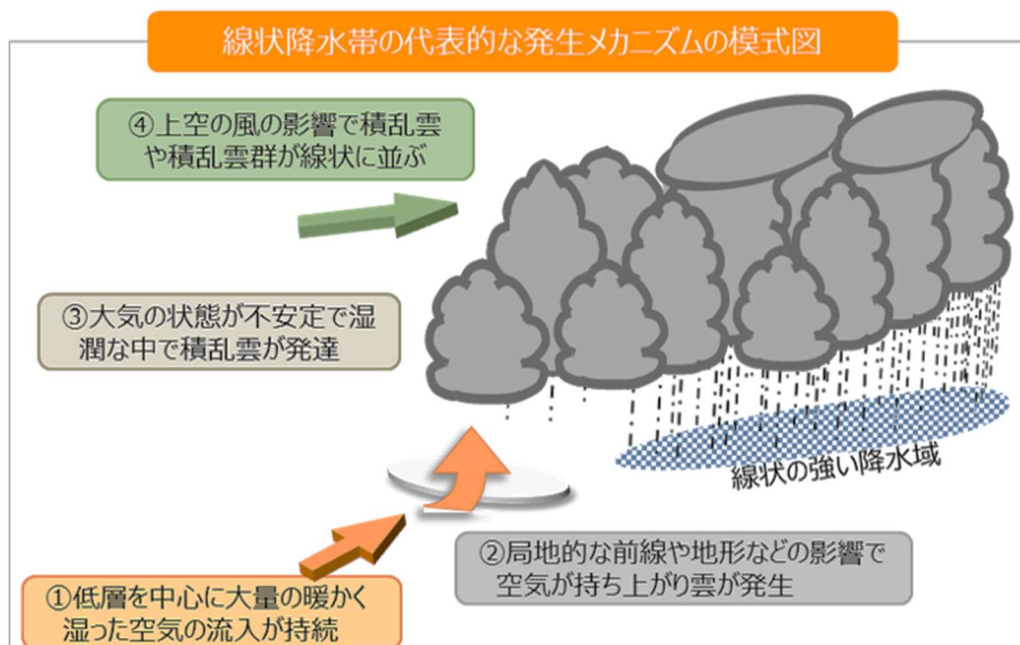 線状降水帯の代表的な発生メカニズムの模式図
④上空の風の影響で積乱雲
や積乱雲群が線状に並ぶ
③大気の状態が不安定で湿
潤な中で積乱雲が発達
線状の強い降水域
②局地的な前線や地形などの影響で
空気が持ち上がり雲が発生
①低層を中心に大量の暖かく
湿った空気の流入が持続